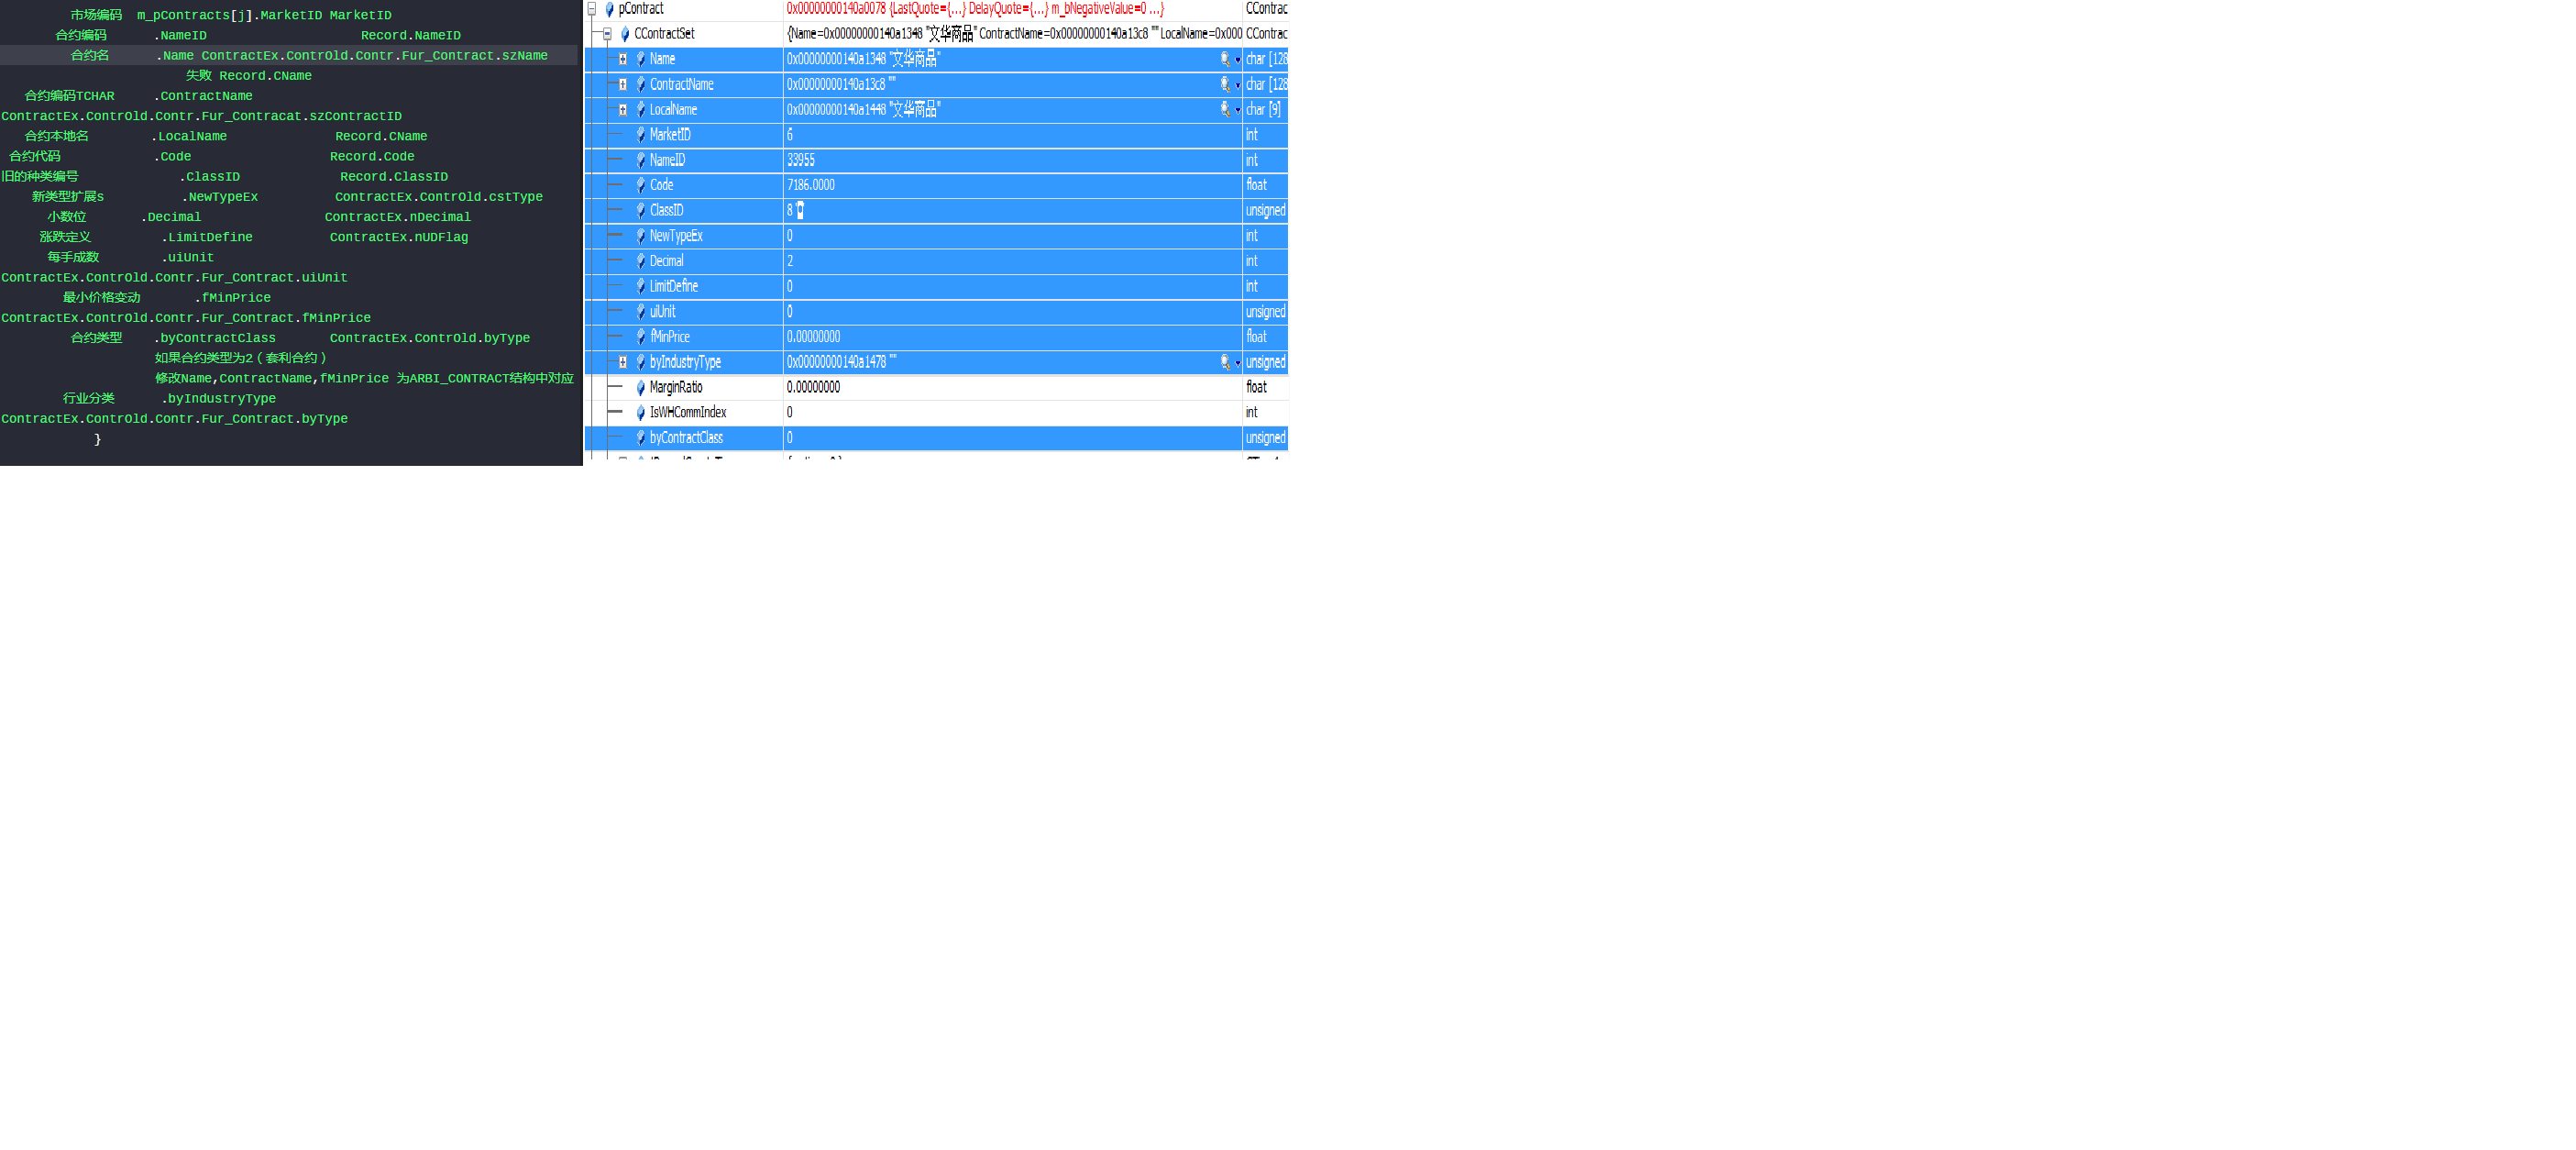 市场编码 m_pContracts[j].MarketID MarketID
合约编码 .NameID Record.NameID
合约名 .Name ContractEx.ControlOld.Contr.Fur_Contract.szName
失败 Record.CName
合约编码TCHAR .ContractName
ContractEx.ContrOld.Contr.Fur_Contracat.szContractID
合约本地名 .LocalName Record.CName
合约代码 .Code Record.Code
旧的种类编号 .ClassID Record.ClassID
新类型扩展s .NewTypeEx ContractEx.ContrOld.cstType
小数位 .Decimal ContractEx.nDecimal
涨跌定义 .LimitDefine ContractEx.nUDFlag
每手成数 .uiUnit
ContractEx.ContrOld.Contr.Fur_Contract.uiUnit
最小价格变动 .fMinPrice
ContractEx.ContrOld.Contr.Fur_Contract.fMinPrice
合约类型 .byContractClass ContractEx.ContrOld.byType
如果合约类型为2（套利合约）
修改Name,ContractName,fMinPrice 为ARBI_CONTRACT结构中对应
行业分类 .byIndustryType
ContractEx.ContrOld.Contr.Fur_Contract.byType
}
pContract 0x00000000140a0078 {LastQuote={...} DelayQuote={...} m_bNegativeValue=0 ...} CContrac
CContractSet {Name=0x00000000140a1348 "文华商品" ContractName=0x00000000140a13c8 "" LocalName=0x000 CContrac
Name 0x00000000140a1348 "文华商品" char [128
ContractName 0x00000000140a13c8 "" char [128
LocalName 0x00000000140a1448 "文华商品" char [9]
MarketID 6 int
NameID 33955 int
Code 7186.0000 float
ClassID 8 unsigned
NewTypeEx 0 int
Decimal 2 int
LimitDefine 0 int
uiUnit 0 unsigned
fMinPrice 0.00000000 float
byIndustryType 0x00000000140a1478 "" unsigned
MarginRatio 0.00000000 float
IsWHCommIndex 0 int
byContractClass 0 unsigned